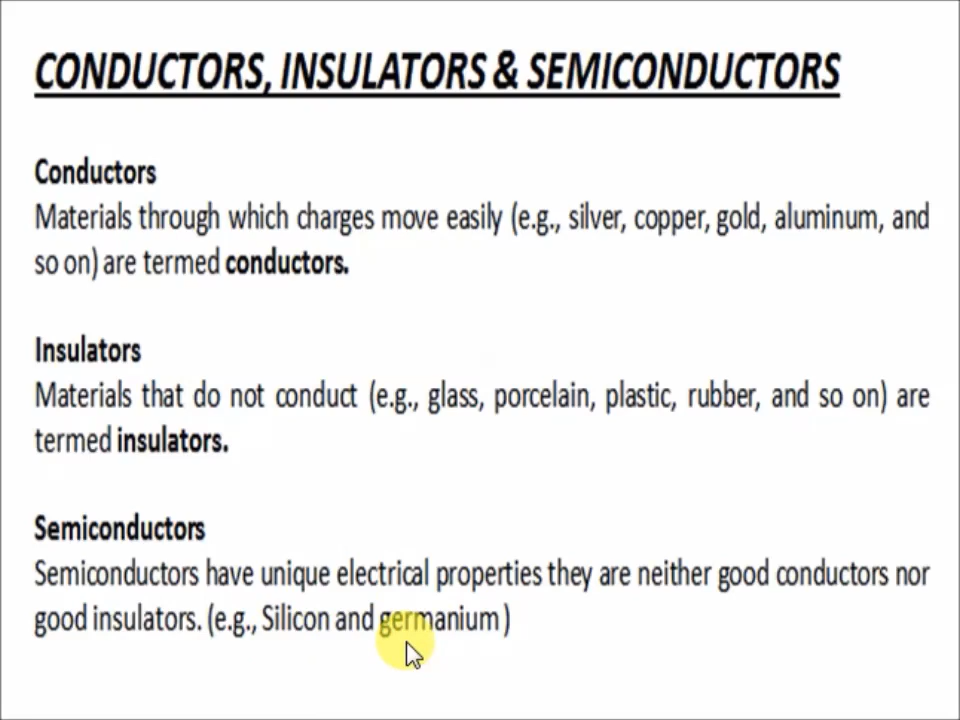 CONDUCTORS, INSULATORS & SEMICONDUCTORS
Conductors
Materials through which charges move easily (e.g., silver, copper, gold, aluminum, and
so on) are termed conductors.
Insulators
Materials that do not conduct (e.g., glass, porcelain, plastic, rubber, and so on) are
termed insulators.
Semiconductors
Semiconductors have unique electrical properties they are neither good conductors nor
good insulators. (e.g., Silicon and germanium )